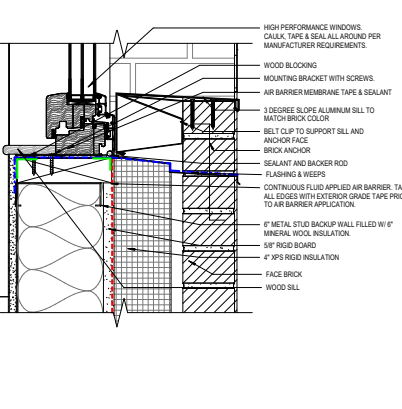 HIGH PERFORMANCE WINDOWS.
CAULK, TAPE & SEAL ALL AROUND PER
MANUFACTURER REQUIREMENTS.
WOOD BLOCKING
MOUNTING BRACKET WITH SCREWS.
AIR BARRIER MEMBRANE TAPE & SEALANT
3 DEGREE SLOPE ALUMINUM SILL TO
MATCH BRICK COLOR
BELT CLIP TO SUPPORT SILL AND
ANCHOR FACE
BRICK ANCHOR
SEALANT AND BACKER ROD
FLASHING & WEEPS
CONTINUOUS FLUID APPLIED AIR BARRIER. TA
ALL EDGES WITH EXTERIOR GRADE TAPE PRIO
TO AIR BARRIER APPLICATION.
6" METAL STUD BACKUP WALL FILLED W/ 6"
MINERAL WOOL INSULATION.
5/8" RIGID BOARD
4" XPS RIGID INSULATION
FACE BRICK
WOOD SILL